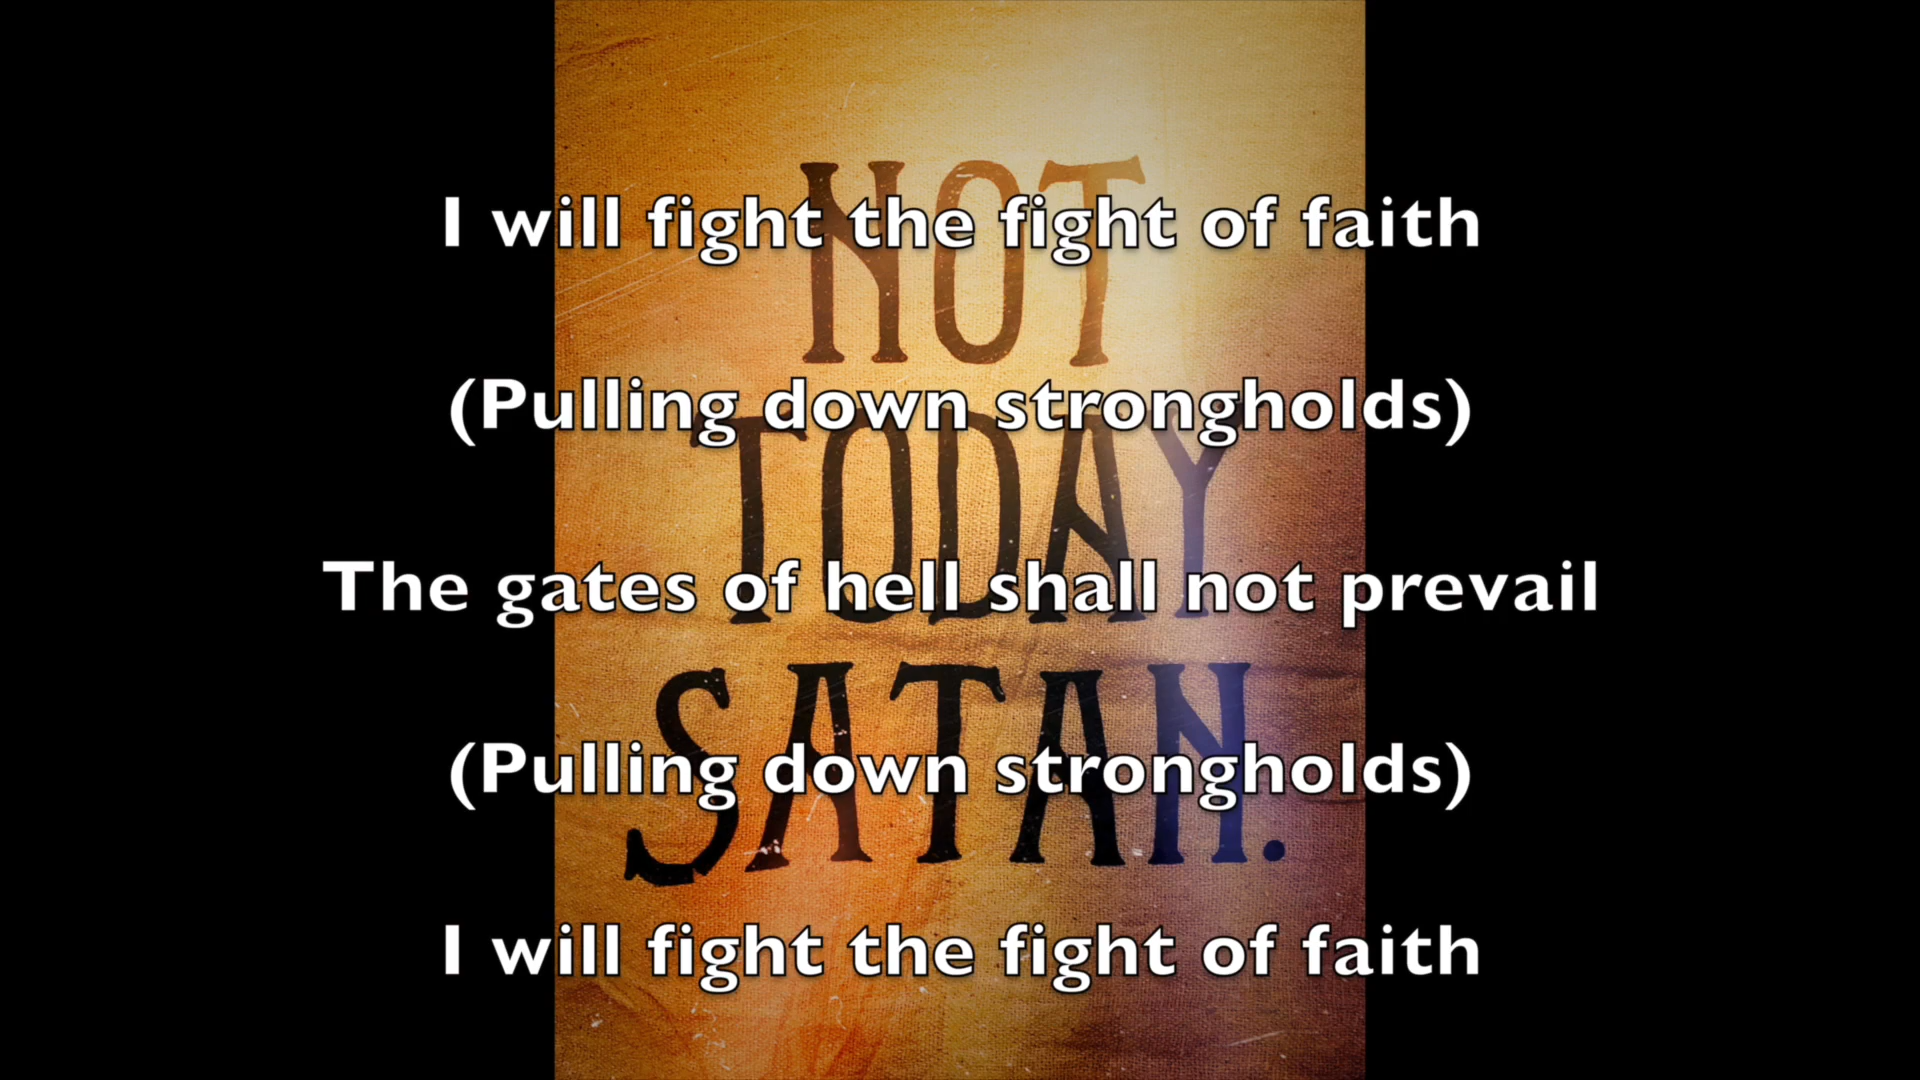 I will fight the fight of faith
(Pulling down strongholds)
The gates of hell shall not prevail
(Pulling down strongholds)
I will fight the fight of faith
NOT
TODAY
SATAN.